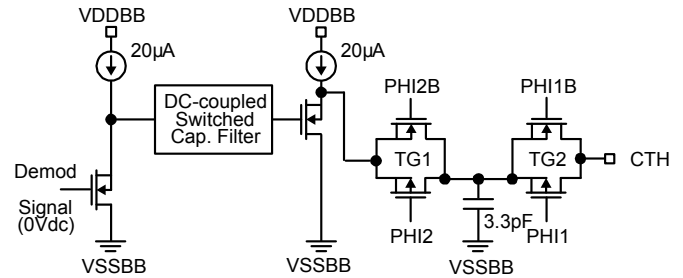 VDDBB
VDDBB
20µA
20µA
PHI2B
PHI1B
DC-coupled
Switched
Cap. Filter
TG1
TG2
CTH
Demod
Signal
(0Vdc)
3.3pF
PHI2
PHI1
VSSBB
VSSBB
VSSBB